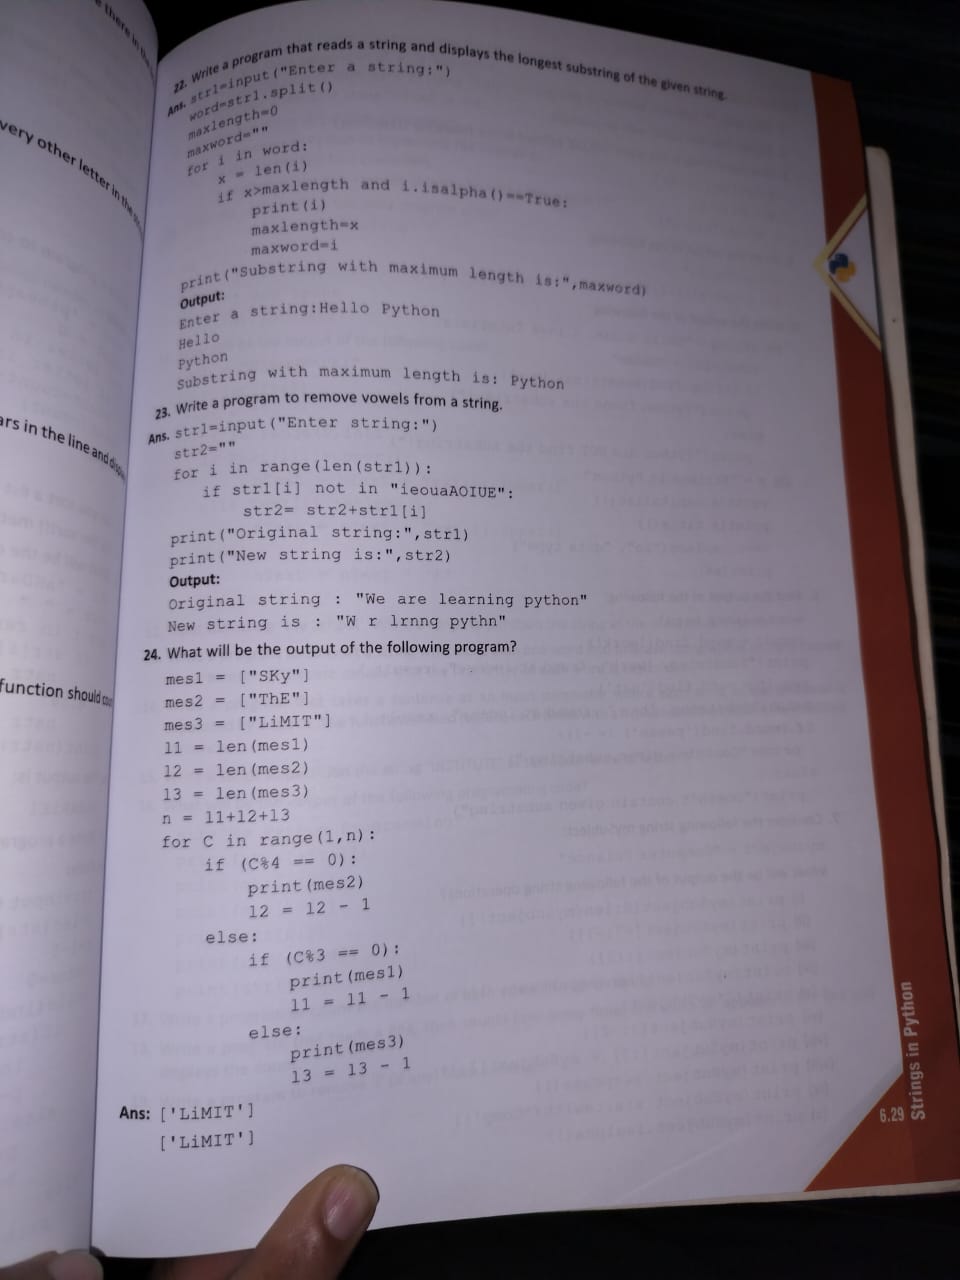 there in the
very other letter in the
ars in the line and
function should
22. Write a program that reads a string and displays the longest substring of the given string.
Ans. str1=input("Enter a string:")
word=str1.split()
maxlength=0
maxword=""
for i in word:
x = len(i)
if x>maxlength and i.isalpha()==True:
print(i)
maxlength=x
maxword=i
print("Substring with maximum length is:",maxword)
Output:
Enter a string:Hello Python
Hello
Python
Substring with maximum length is: Python
23. Write a program to remove vowels from a string.
Ans. str1=input("Enter string:")
str2=""
for i in range(len(str1)):
if str1[i] not in "ieouaAOIUE":
str2= str2+str1[i]
print("Original string:",str1)
print("New string is:",str2)
Output:
Original string : "We are learning python"
New string is : "W r lrnng pythn"
24. What will be the output of the following program?
mes1 = ["SKy"]
mes2 = ["ThE"]
mes3 = ["LiMIT"]
l1 = len(mes1)
l2 = len(mes2)
l3 = len(mes3)
n = l1+l2+l3
for C in range(1,n):
if (C%4 == 0):
print(mes2)
l2 = l2 - 1
else:
if (C%3 == 0):
print(mes1)
l1 = l1 - 1
else:
print(mes3)
l3 = l3 - 1
Ans: ['LiMIT']
['LiMIT']
Strings in Python
6.29